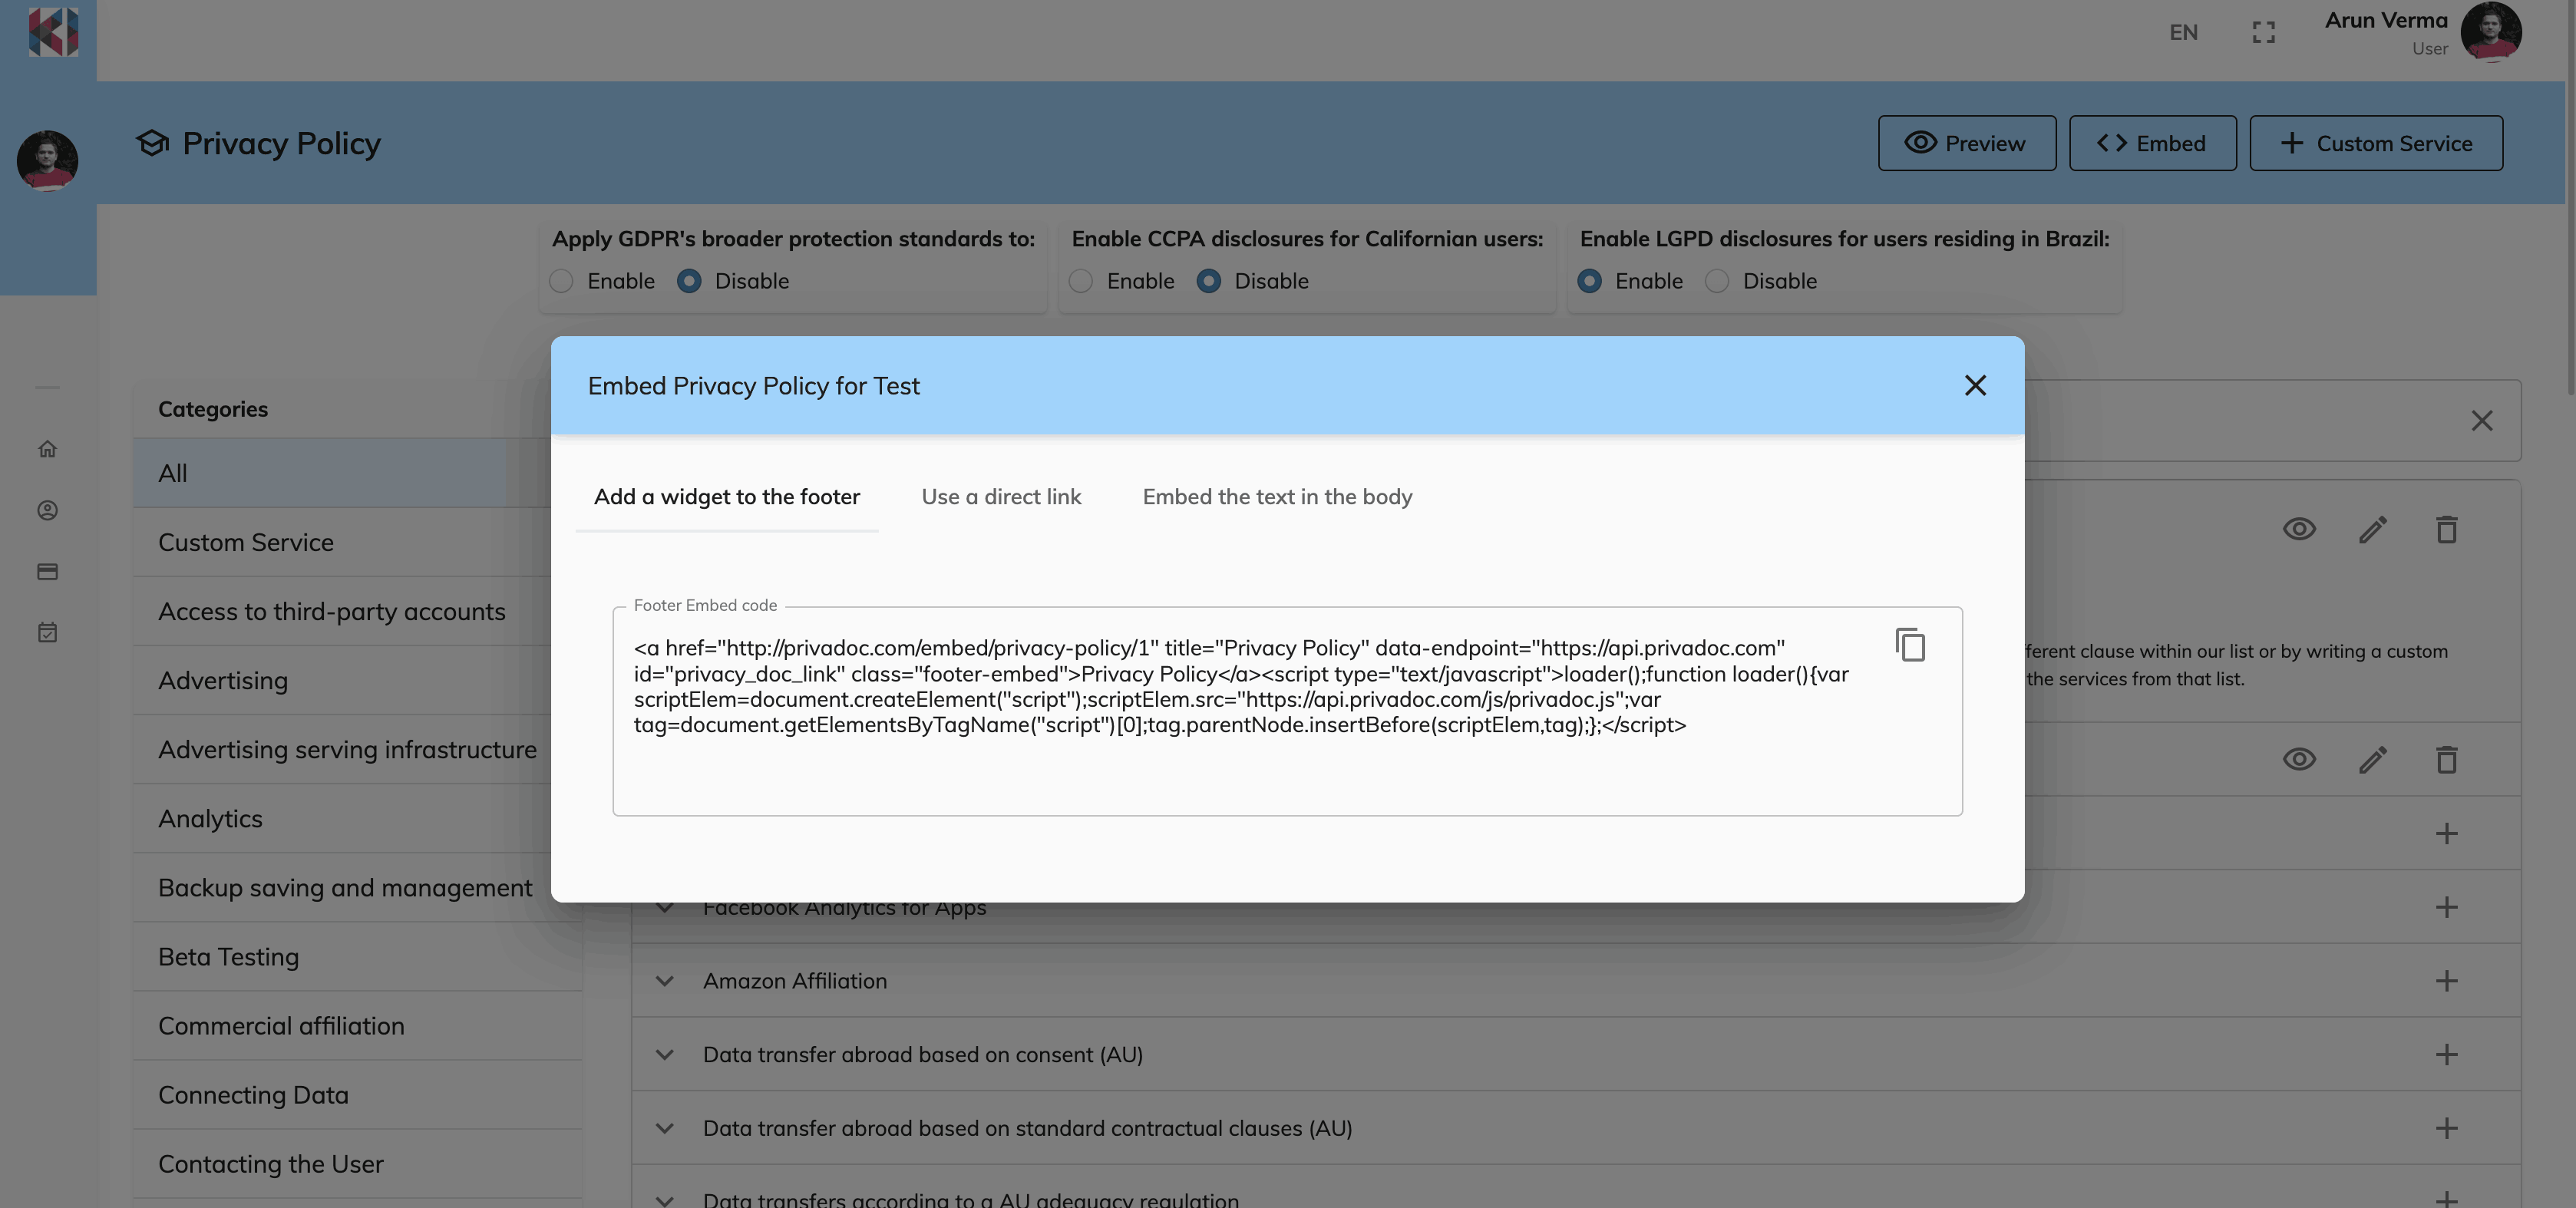 EN
Arun Verma
User
Privacy Policy
Preview
Embed
Custom Service
Apply GDPR's broader protection standards to:
Enable
Disable
Enable CCPA disclosures for Californian users:
Enable
Disable
Enable LGPD disclosures for users residing in Brazil:
Enable
Disable
Categories
All
Custom Service
Access to third-party accounts
Advertising
Advertising serving infrastructure
Analytics
Backup saving and management
Beta Testing
Commercial affiliation
Connecting Data
Contacting the User
Embed Privacy Policy for Test
Add a widget to the footer
Use a direct link
Embed the text in the body
Footer Embed code
<a href="http://privadoc.com/embed/privacy-policy/1" title="Privacy Policy" data-endpoint="https://api.privadoc.com"
id="privacy_doc_link" class="footer-embed">Privacy Policy</a><script type="text/javascript">loader();function loader(){var
scriptElem=document.createElement("script");scriptElem.src="https://api.privadoc.com/js/privadoc.js";var
tag=document.getElementsByTagName("script")[0];tag.parentNode.insertBefore(scriptElem,tag);};</script>
ferent clause within our list or by writing a custom
the services from that list.
Facebook Analytics for Apps
Amazon Affiliation
Data transfer abroad based on consent (AU)
Data transfer abroad based on standard contractual clauses (AU)
Data transfers according to a AU adequacy regulation